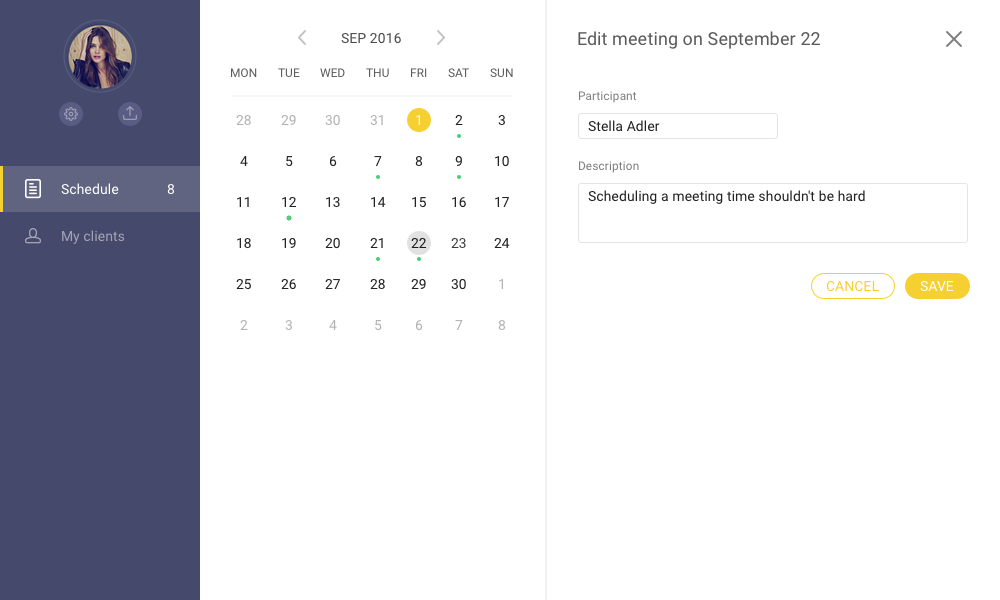 Schedule 8
My clients
SEP 2016
MON TUE WED THU FRI SAT SUN
28 29 30 31 1 2 3
4 5 6 7 8 9 10
11 12 13 14 15 16 17
18 19 20 21 22 23 24
25 26 27 28 29 30 1
2 3 4 5 6 7 8
Edit meeting on September 22
Participant
Stella Adler
Description
Scheduling a meeting time shouldn't be hard
CANCEL SAVE